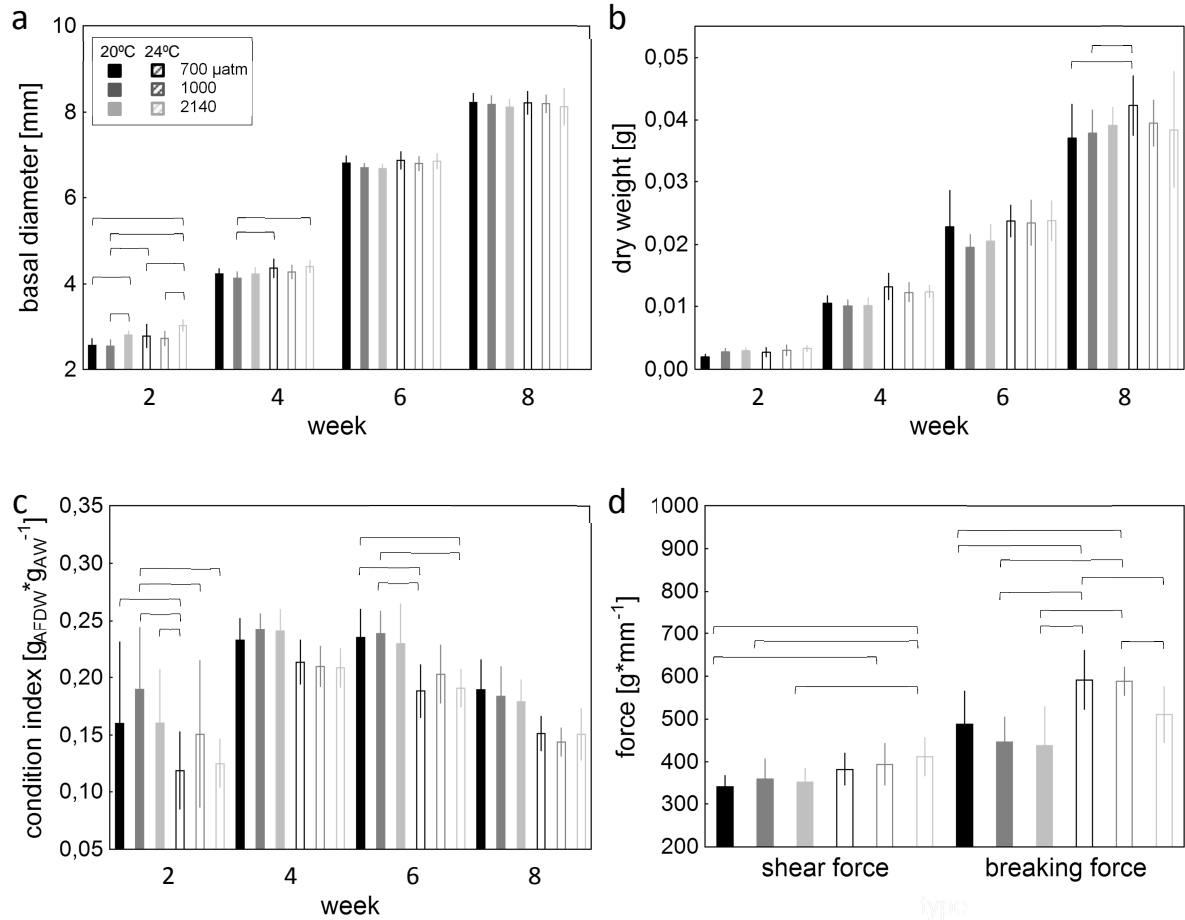 a
10
8
6
4
2
basal diameter [mm]
20ºC 24ºC
700 µatm
1000
2140
2 4 6 8
week
b
0,05
0,04
0,03
0,02
0,01
0,00
dry weight [g]
2 4 6 8
week
c
0,35
0,30
0,25
0,20
0,15
0,10
0,05
condition index [gAFDW*gAW-1]
2 4 6 8
week
d
1000
900
800
700
600
500
400
300
200
force [g*mm-1]
shear force breaking force
type